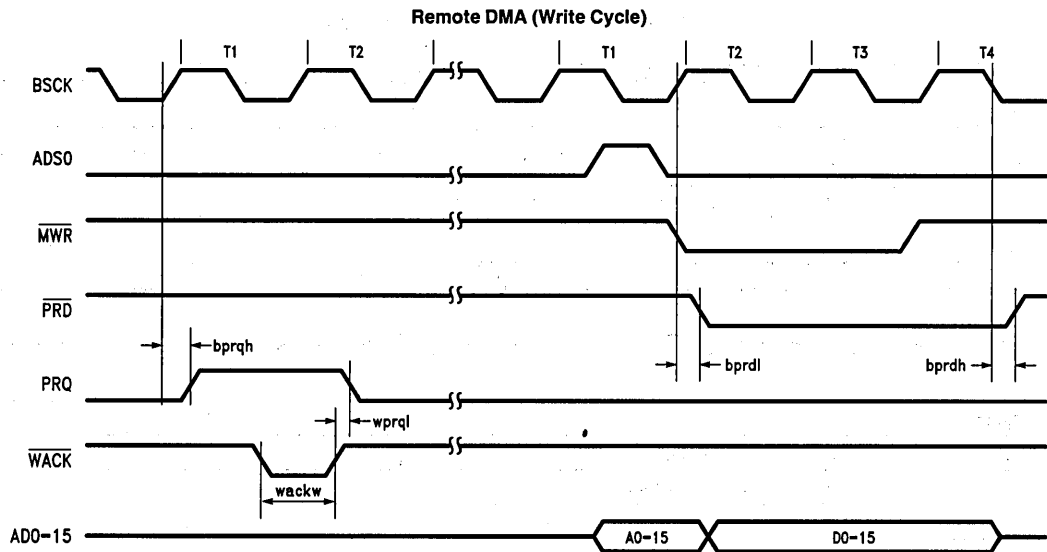 Remote DMA (Write Cycle)
T1 T2 T1 T2 T3 T4
BSCK
ADS0
MWR
PRD
bprqh bprdl bprdh
PRQ
wprql
WACK
wackw
AD0-15 A0-15 D0-15